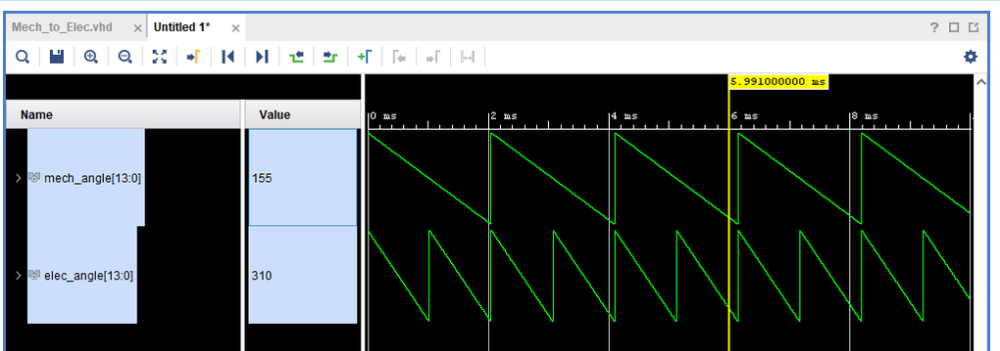 Mech_to_Elec.vhd × Untitled 1* × ?
5.991000000 ms
Name Value
0 ms 2 ms 4 ms 6 ms 8 ms
mech_angle[13:0] 155
elec_angle[13:0] 310